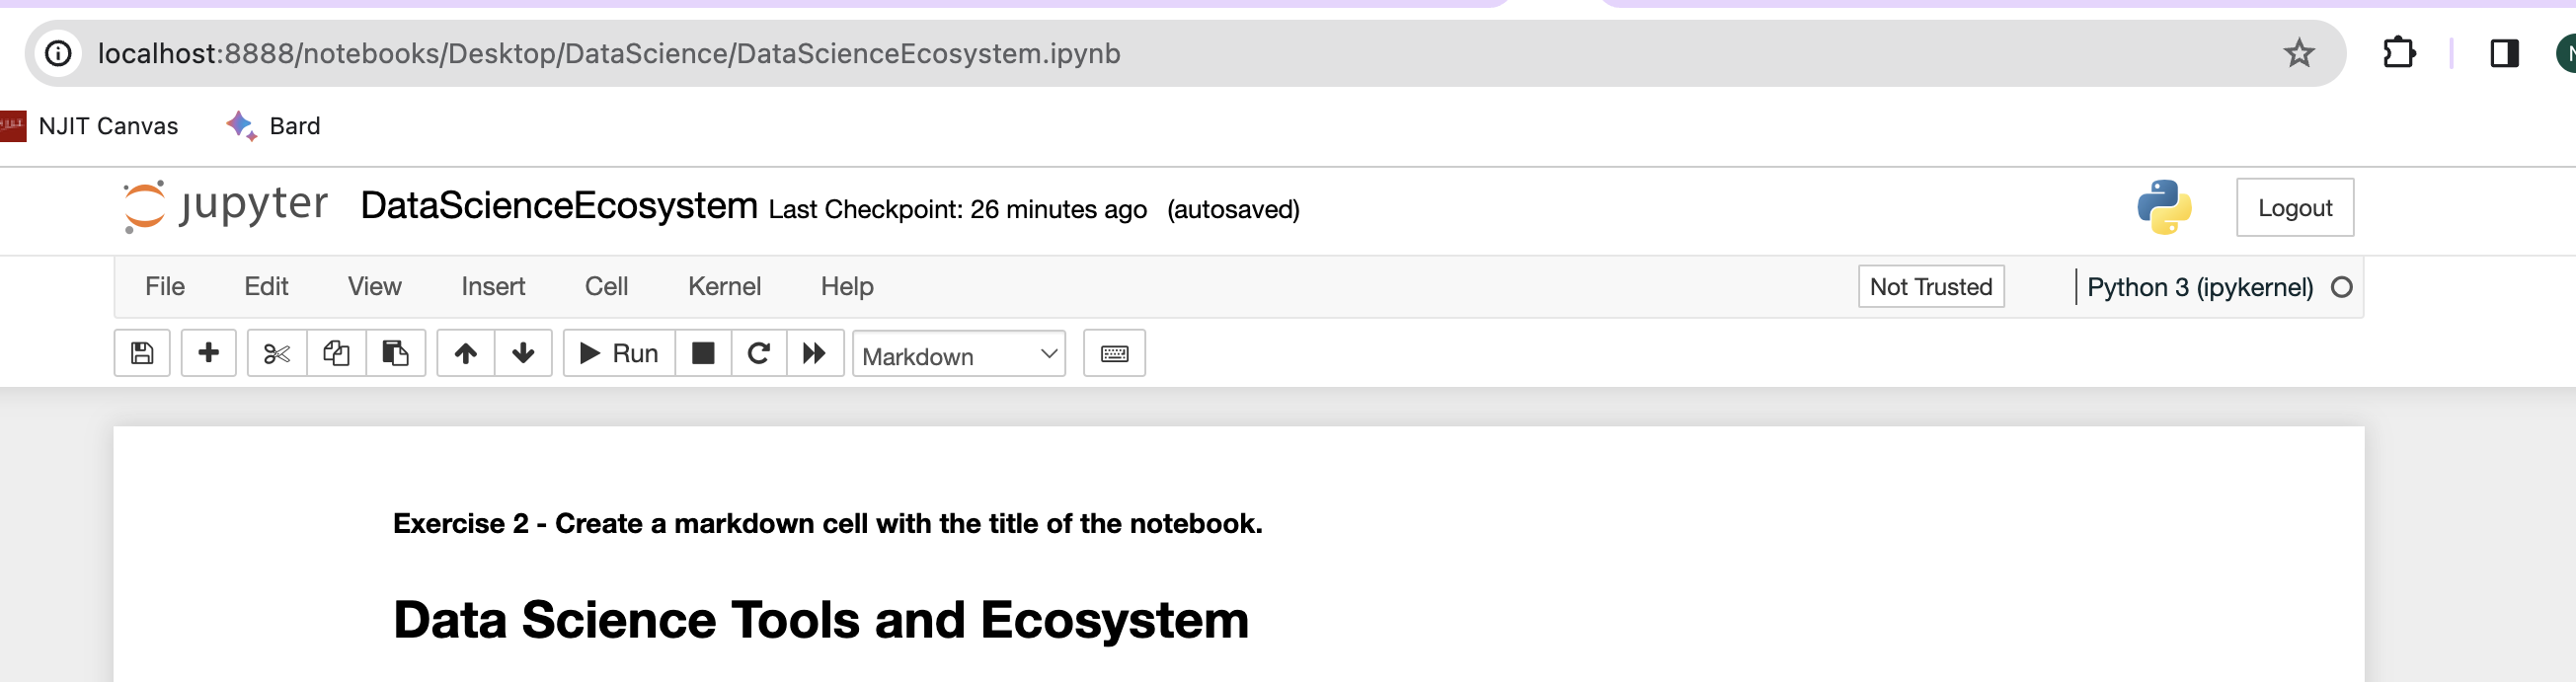 localhost:8888/notebooks/Desktop/DataScience/DataScienceEcosystem.ipynb
N
NJIT Canvas Bard
jupyter DataScienceEcosystem Last Checkpoint: 26 minutes ago (autosaved) Logout
File Edit View Insert Cell Kernel Help Not Trusted Python 3 (ipykernel)
Run Markdown
Exercise 2 - Create a markdown cell with the title of the notebook.
Data Science Tools and Ecosystem